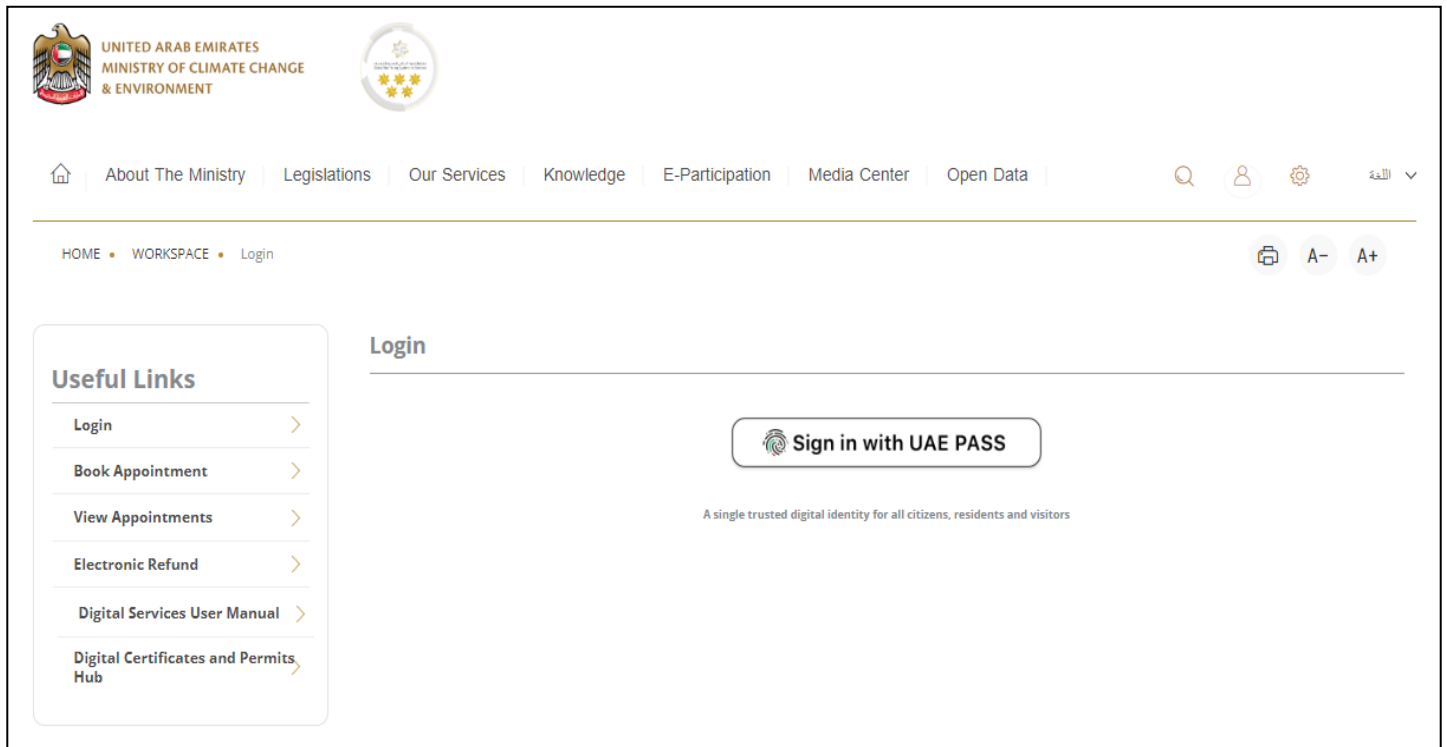 UNITED ARAB EMIRATES
MINISTRY OF CLIMATE CHANGE
& ENVIRONMENT
About The Ministry Legislations Our Services Knowledge E-Participation Media Center Open Data اللغة
HOME • WORKSPACE • Login
A- A+
Useful Links
Login
Book Appointment
View Appointments
Electronic Refund
Digital Services User Manual
Digital Certificates and Permits
Hub
Login
Sign in with UAE PASS
A single trusted digital identity for all citizens, residents and visitors